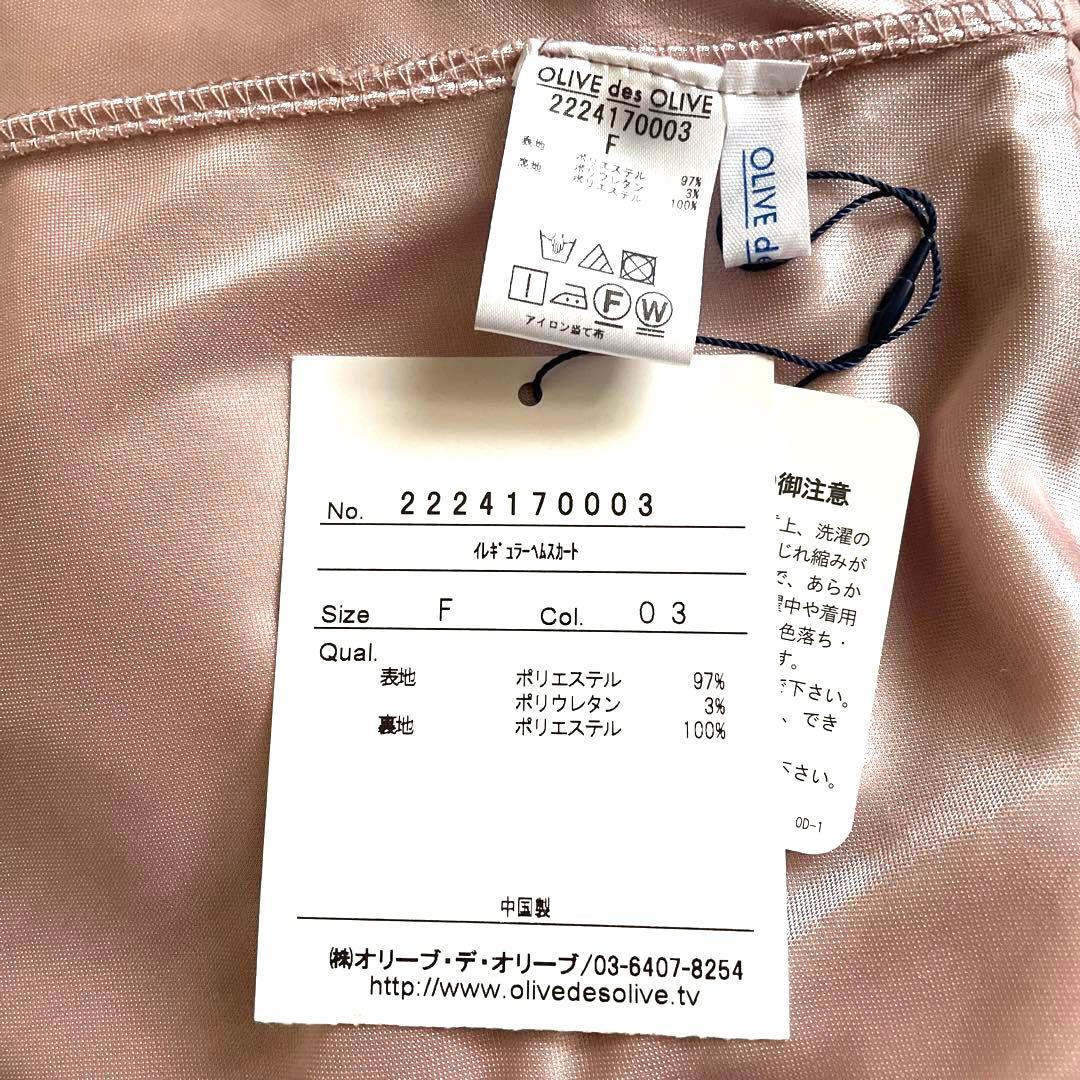 OLIVE des OLIVE
2224170003
F
表地 ポリエステル 97%
ポリウレタン 3%
裏地 ポリエステル 100%
F W
アイロン当て布
OLIVE de
No. 2224170003
ｲﾚｷﾞｭﾗｰﾍﾑｽｶｰﾄ
Size F Col. 03
Qual.
表地 ポリエステル 97%
ポリウレタン 3%
裏地 ポリエステル 100%
中国製
㈱オリーブ・デ・オリーブ/03-6407-8254
http://www.olivedesolive.tv
御注意
上、洗濯の
じれ縮みが
で、あらか
中や着用
色落ち・
す。
で下さい。
、でき
下さい。
OD-1